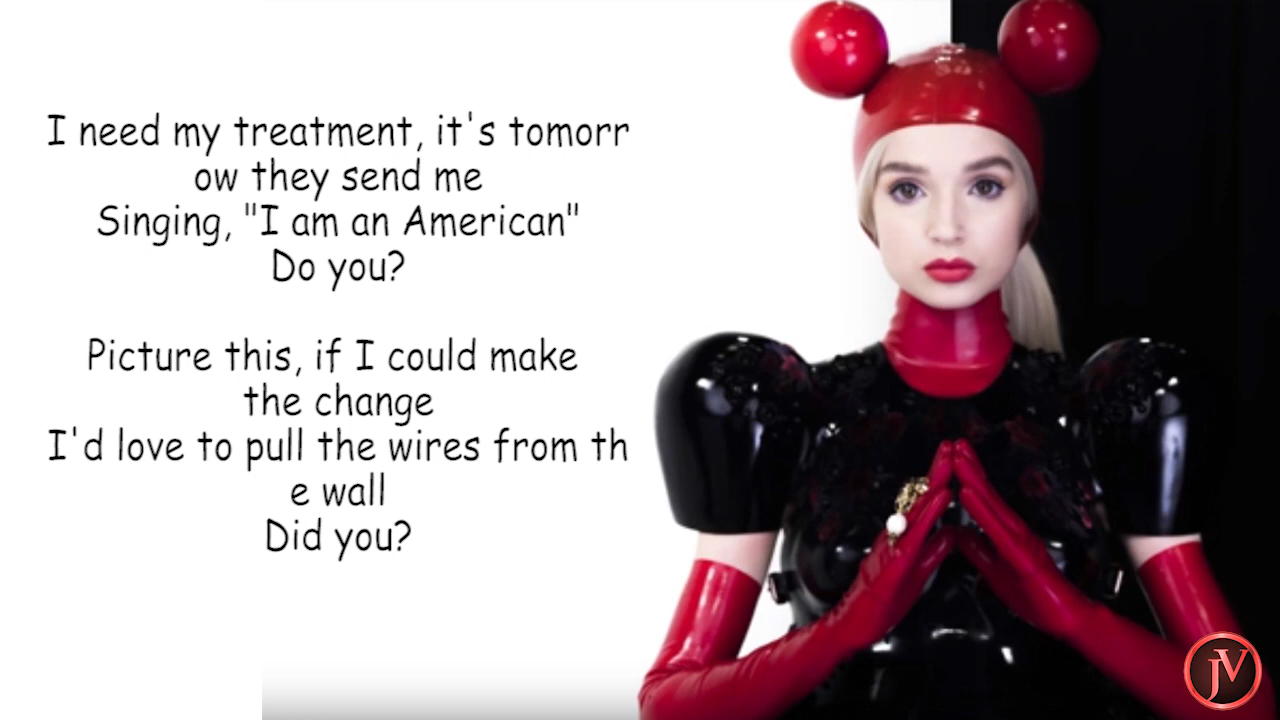 I need my treatment, it's tomorr
ow they send me
Singing, "I am an American"
Do you?
Picture this, if I could make
the change
I'd love to pull the wires from th
e wall
Did you?
JV